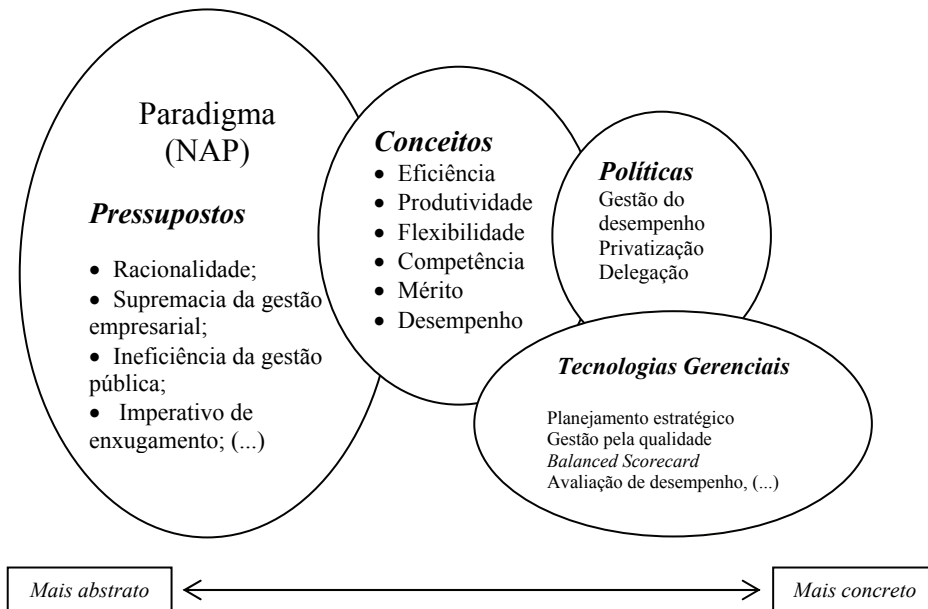 Paradigma
(NAP)
Pressupostos
• Racionalidade;
• Supremacia da gestão
empresarial;
• Ineficiência da gestão
pública;
• Imperativo de
enxugamento; (...)
Conceitos
• Eficiência
• Produtividade
• Flexibilidade
• Competência
• Mérito
• Desempenho
Políticas
Gestão do
desempenho
Privatização
Delegação
Tecnologias Gerenciais
Planejamento estratégico
Gestão pela qualidade
Balanced Scorecard
Avaliação de desempenho, (...)
Mais abstrato
Mais concreto